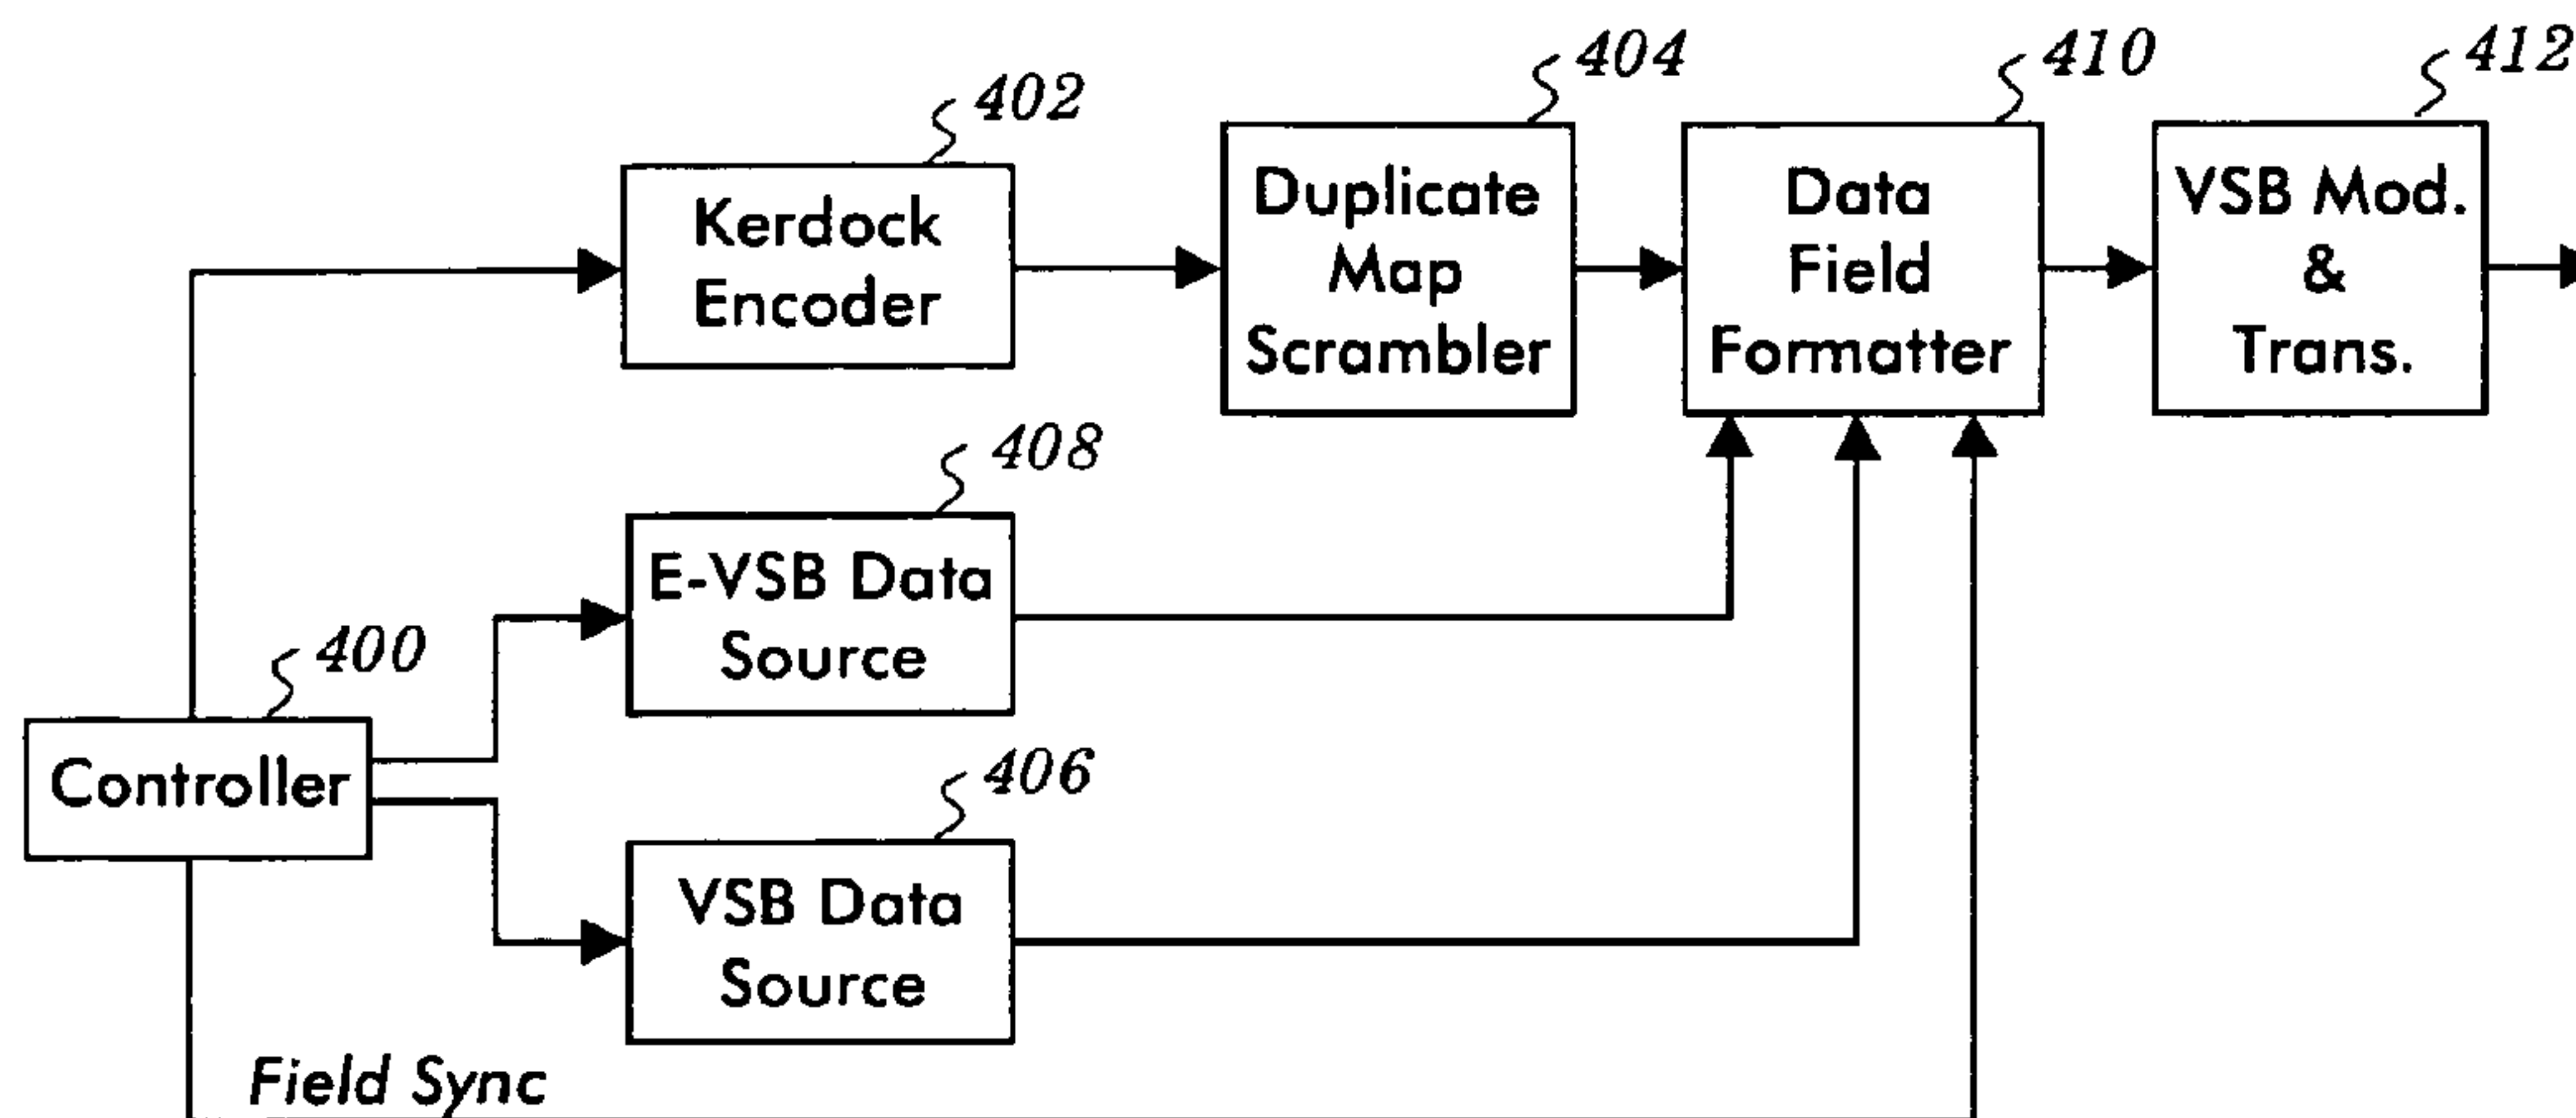 402
Kerdock
Encoder
404
Duplicate
Map
Scrambler
410
Data
Field
Formatter
412
VSB Mod.
&
Trans.
408
E-VSB Data
Source
400
Controller
406
VSB Data
Source
Field Sync